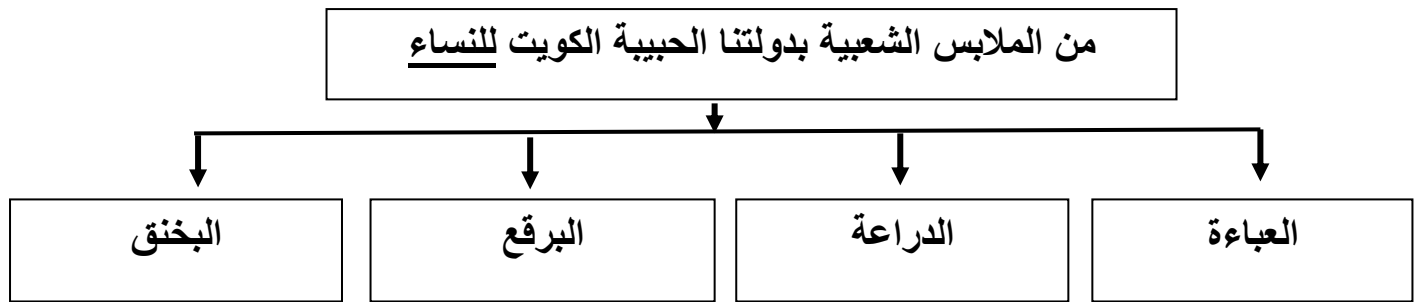 من الملابس الشعبية بدولتنا الحبيبة الكويت للنساء
العباءة
الدراعة
البرقع
البخنق